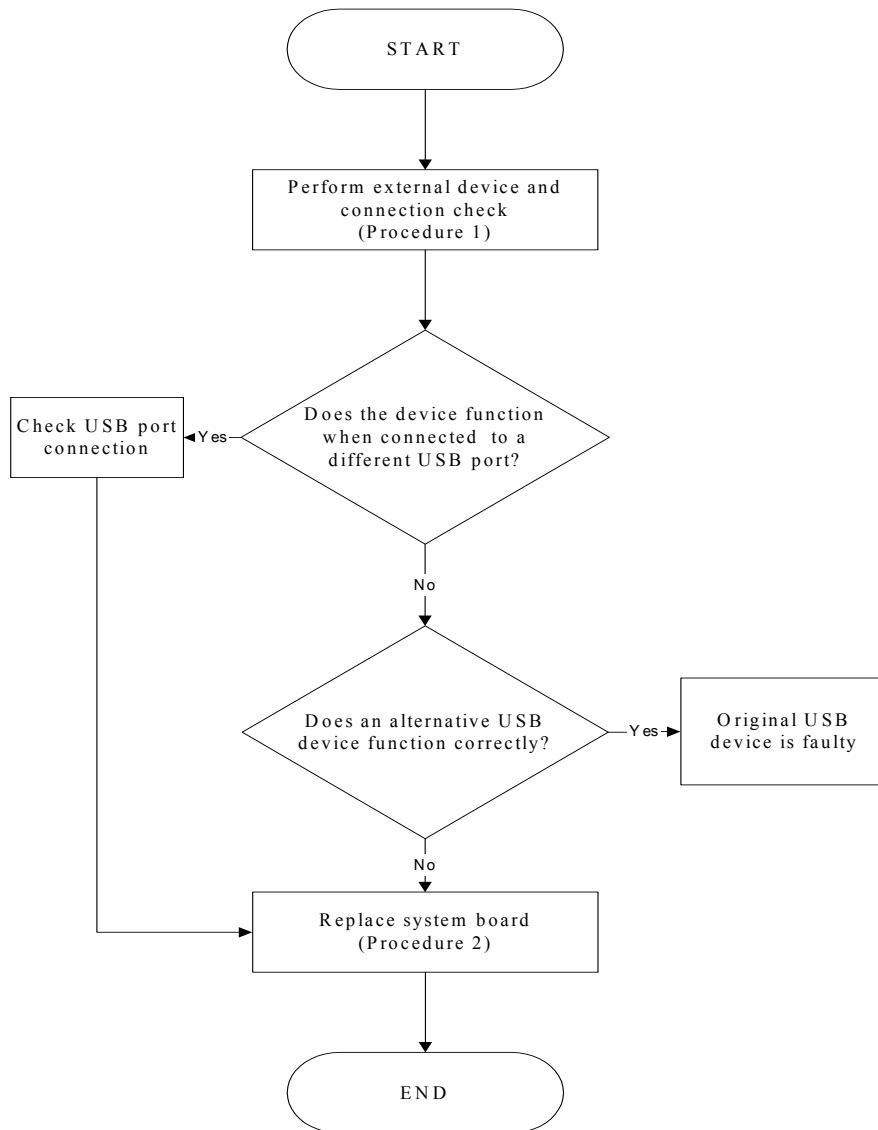 START
Perform external device and
connection check
(Procedure 1)
Does the device function
when connected to a
different USB port?
Yes
Check USB port
connection
No
Does an alternative USB
device function correctly?
Yes
Original USB
device is faulty
No
Replace system board
(Procedure 2)
END